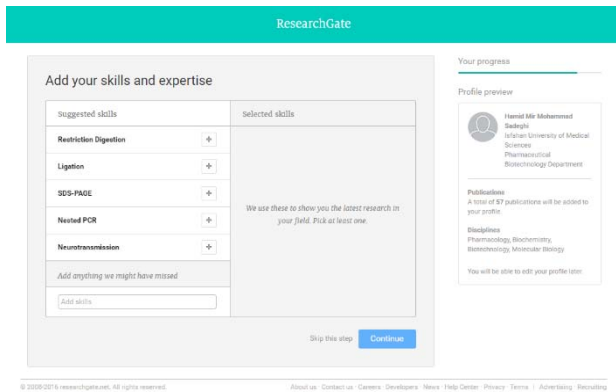 ResearchGate
Add your skills and expertise
Suggested skills
Selected skills
Restriction Digestion
Ligation
SDS-PAGE
Nested PCR
Neurotransmission
We use these to show you the latest research in
your field. Pick at least one.
Add anything we might have missed
Add skills
Skip this step
Continue
Your progress
Profile preview
Hamid Mir Mohammad
Sadeghi
Isfahan University of Medical
Sciences
Pharmaceutical
Biotechnology Department
Publications
A total of 57 publications will be added to
your profile.
Disciplines
Pharmacology, Biochemistry,
Biotechnology, Molecular Biology
You will be able to edit your profile later.
© 2008-2016 researchgate.net. All rights reserved.
About us · Contact us · Careers · Developers · News · Help Center · Privacy · Terms | Advertising · Recruiting